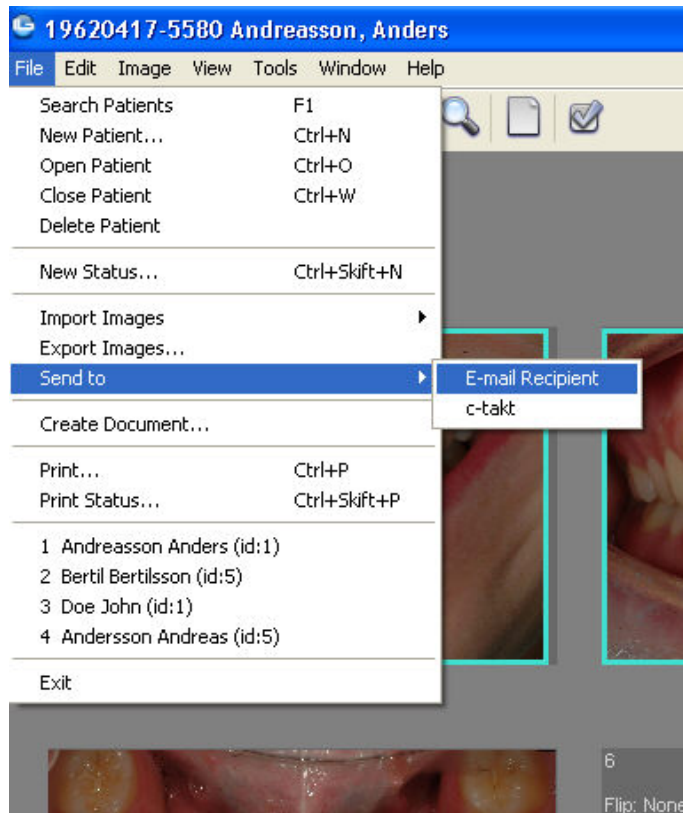 19620417-5580 Andreasson, Anders
File Edit Image View Tools Window Help
Search Patients F1
New Patient... Ctrl+N
Open Patient Ctrl+O
Close Patient Ctrl+W
Delete Patient
New Status... Ctrl+Skift+N
Import Images
Export Images...
Send to
E-mail Recipient
c-takt
Create Document...
Print... Ctrl+P
Print Status... Ctrl+Skift+P
1 Andreasson Anders (id:1)
2 Bertil Bertilsson (id:5)
3 Doe John (id:1)
4 Andersson Andreas (id:5)
Exit
6
Flip: None